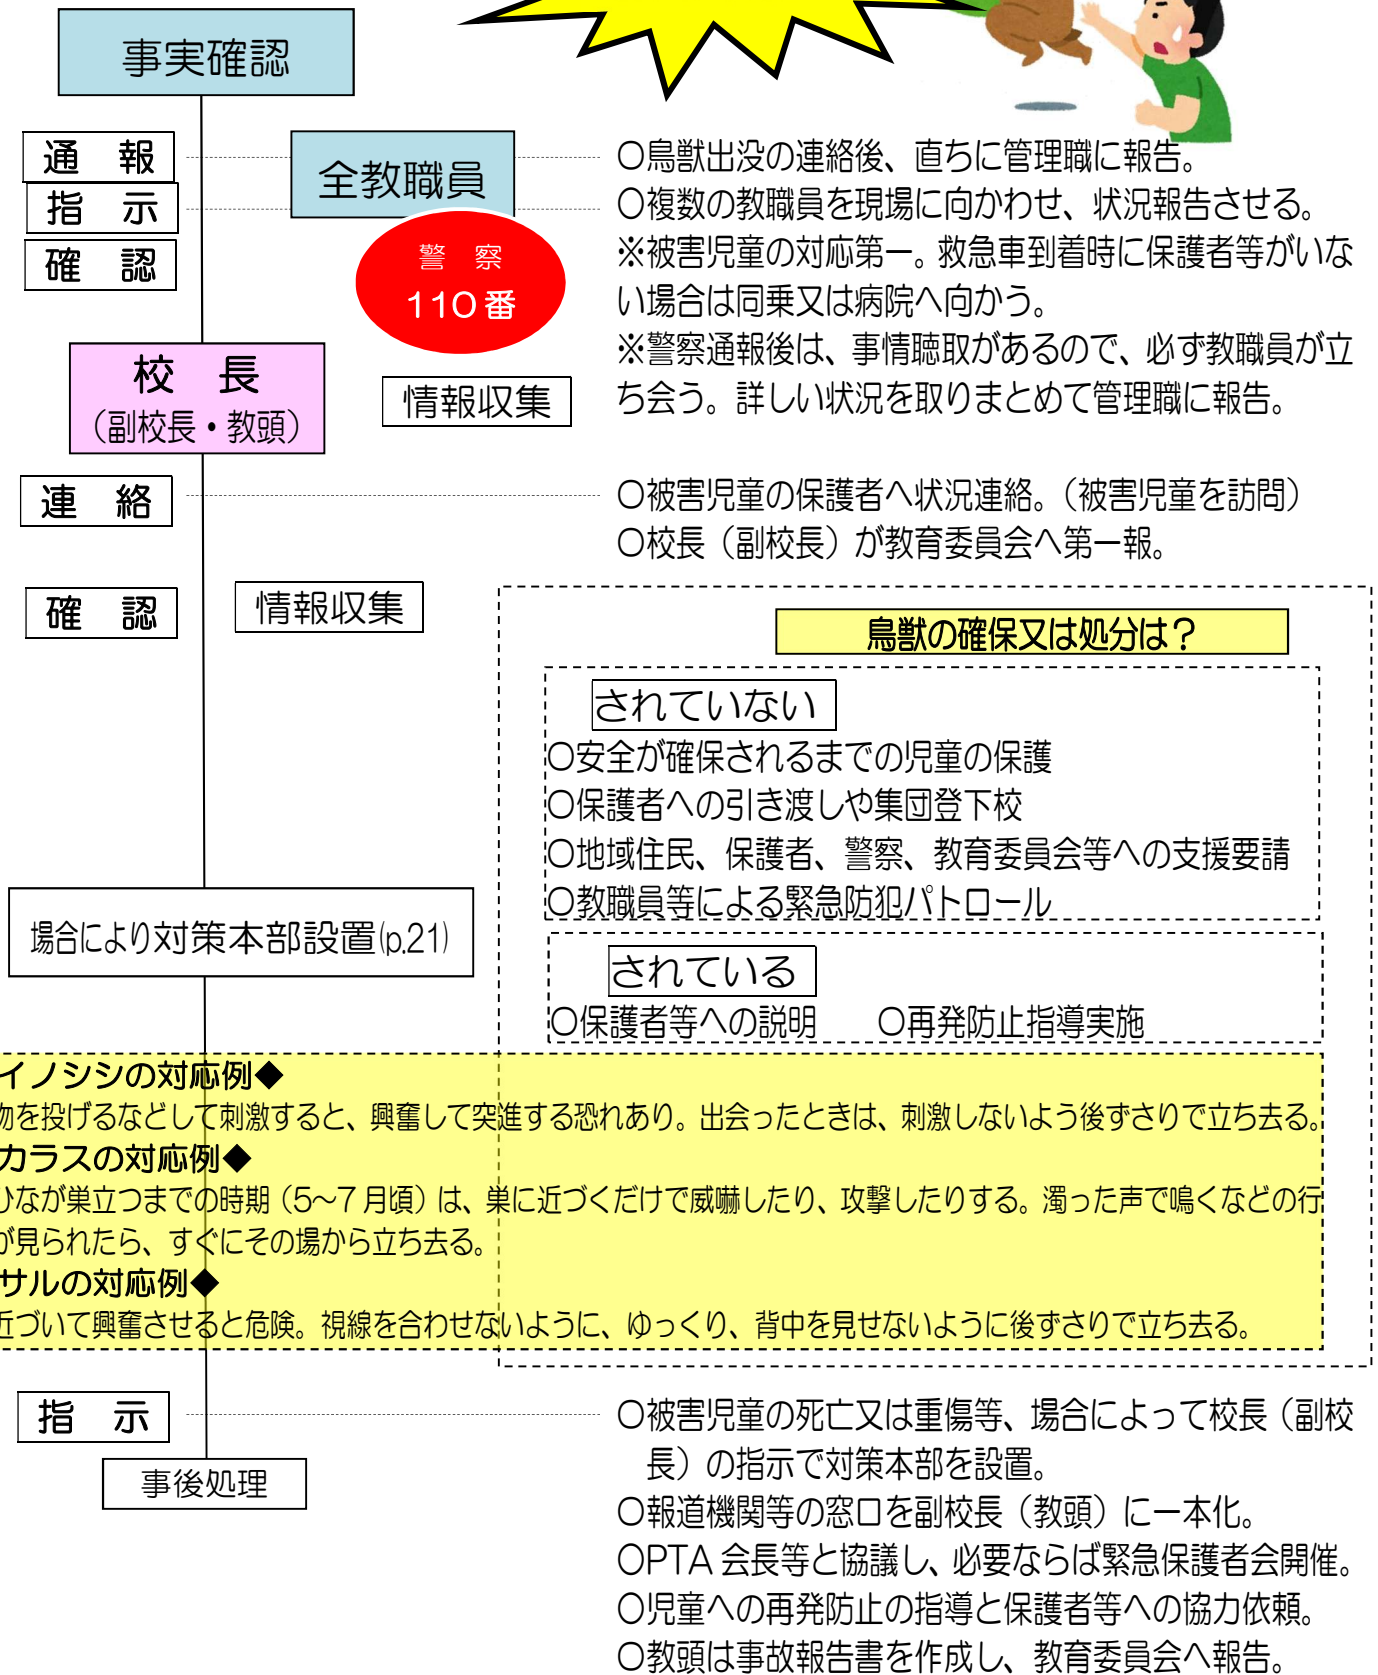 事実確認
通　報
指　示
確　認
全教職員
警　察
110番
情報収集
〇鳥獣出没の連絡後、直ちに管理職に報告。
〇複数の教職員を現場に向かわせ、状況報告させる。
※被害児童の対応第一。救急車到着時に保護者等がいな
い場合は同乗又は病院へ向かう。
※警察通報後は、事情聴取があるので、必ず教職員が立
ち会う。詳しい状況を取りまとめて管理職に報告。
校　長
（副校長・教頭）
連　絡
〇被害児童の保護者へ状況連絡。（被害児童を訪問）
〇校長（副校長）が教育委員会へ第一報。
確　認
情報収集
鳥獣の確保又は処分は？
されていない
〇安全が確保されるまでの児童の保護
〇保護者への引き渡しや集団登下校
〇地域住民、保護者、警察、教育委員会等への支援要請
〇教職員等による緊急防犯パトロール
場合により対策本部設置(p.21)
されている
〇保護者等への説明　　〇再発防止指導実施
イノシシの対応例◆
物を投げるなどして刺激すると、興奮して突進する恐れあり。出会ったときは、刺激しないよう後ずさりで立ち去る。
カラスの対応例◆
ひなが巣立つまでの時期（5～7月頃）は、巣に近づくだけで威嚇したり、攻撃したりする。濁った声で鳴くなどの行
が見られたら、すぐにその場から立ち去る。
サルの対応例◆
近づいて興奮させると危険。視線を合わせないように、ゆっくり、背中を見せないように後ずさりで立ち去る。
指　示
事後処理
〇被害児童の死亡又は重傷等、場合によって校長（副校
長）の指示で対策本部を設置。
〇報道機関等の窓口を副校長（教頭）に一本化。
〇PTA会長等と協議し、必要ならば緊急保護者会開催。
〇児童への再発防止の指導と保護者等への協力依頼。
〇教頭は事故報告書を作成し、教育委員会へ報告。